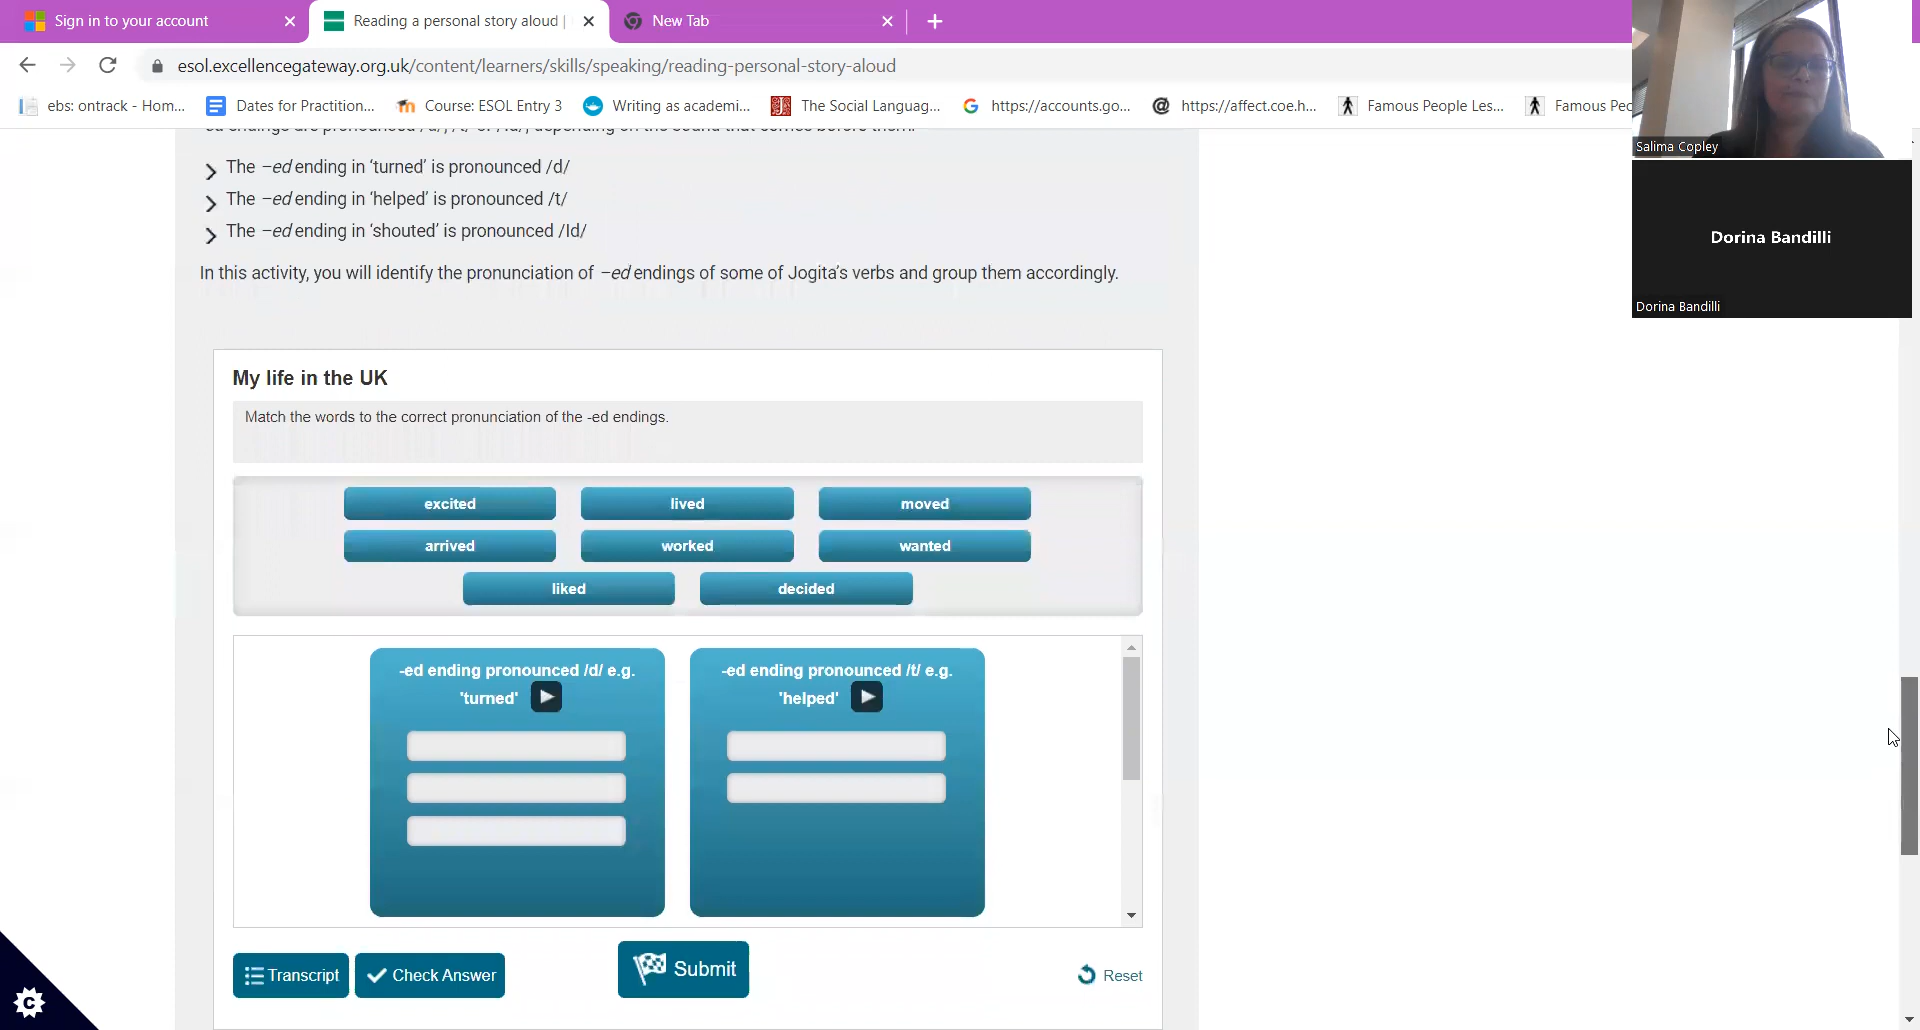 Sign in to your account
Reading a personal story aloud |
New Tab
esol.excellencegateway.org.uk/content/learners/skills/speaking/reading-personal-story-aloud
ebs: ontrack - Hom...
Dates for Practition...
Course: ESOL Entry 3
Writing as academi...
The Social Languag...
https://accounts.go...
https://affect.coe.h...
Famous People Les...
Famous Peo
Salima Copley
Dorina Bandilli
Dorina Bandilli
The –ed ending in ‘turned’ is pronounced /d/
The –ed ending in ‘helped’ is pronounced /t/
The –ed ending in ‘shouted’ is pronounced /Id/
In this activity, you will identify the pronunciation of –ed endings of some of Jogita’s verbs and group them accordingly.
My life in the UK
Match the words to the correct pronunciation of the -ed endings.
excited
lived
moved
arrived
worked
wanted
liked
decided
-ed ending pronounced /d/ e.g.
'turned'
-ed ending pronounced /t/ e.g.
'helped'
Transcript
Check Answer
Submit
Reset